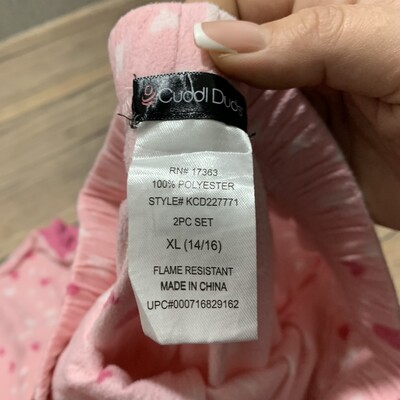 Cuddl Duds
RN# 17363
100% POLYESTER
STYLE# KCD227771
2PC SET
XL (14/16)
FLAME RESISTANT
MADE IN CHINA
UPC#000716829162